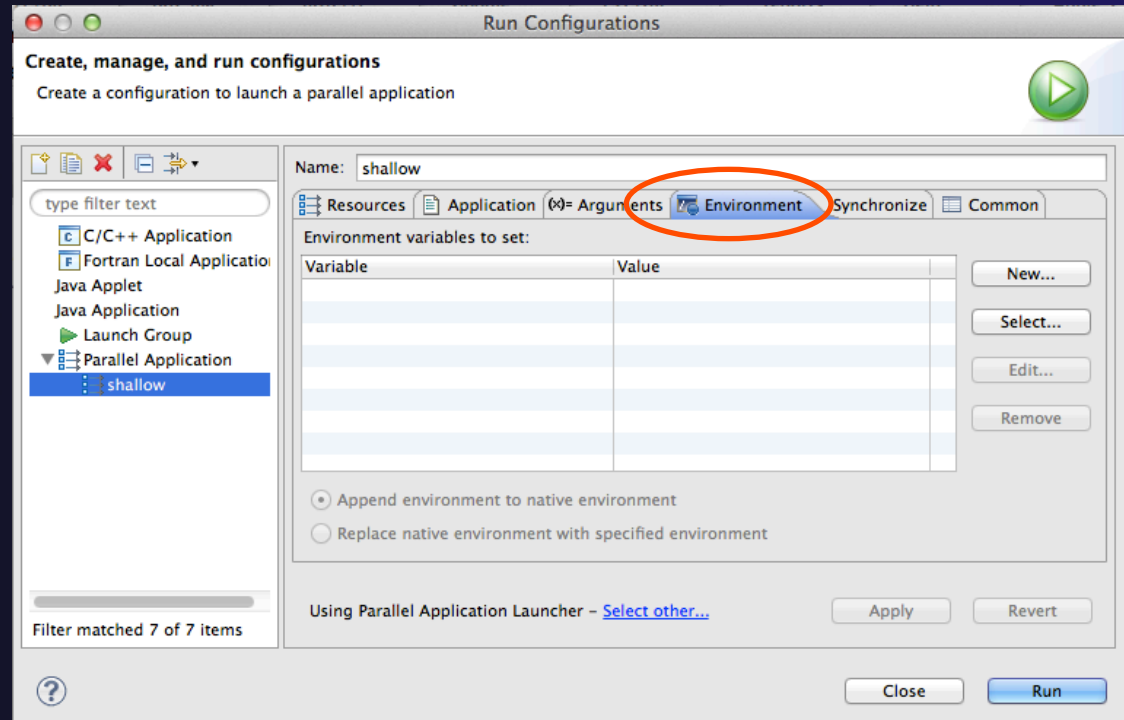 Run Configurations
Create, manage, and run configurations
Create a configuration to launch a parallel application
type filter text
C/C++ Application
Fortran Local Applicatio
Java Applet
Java Application
Launch Group
Parallel Application
shallow
Filter matched 7 of 7 items
Name: shallow
Resources Application (x)= Arguments Environment Synchronize Common
Environment variables to set:
Variable Value
New...
Select...
Edit...
Remove
Append environment to native environment
Replace native environment with specified environment
Using Parallel Application Launcher – Select other... Apply Revert
? Close Run